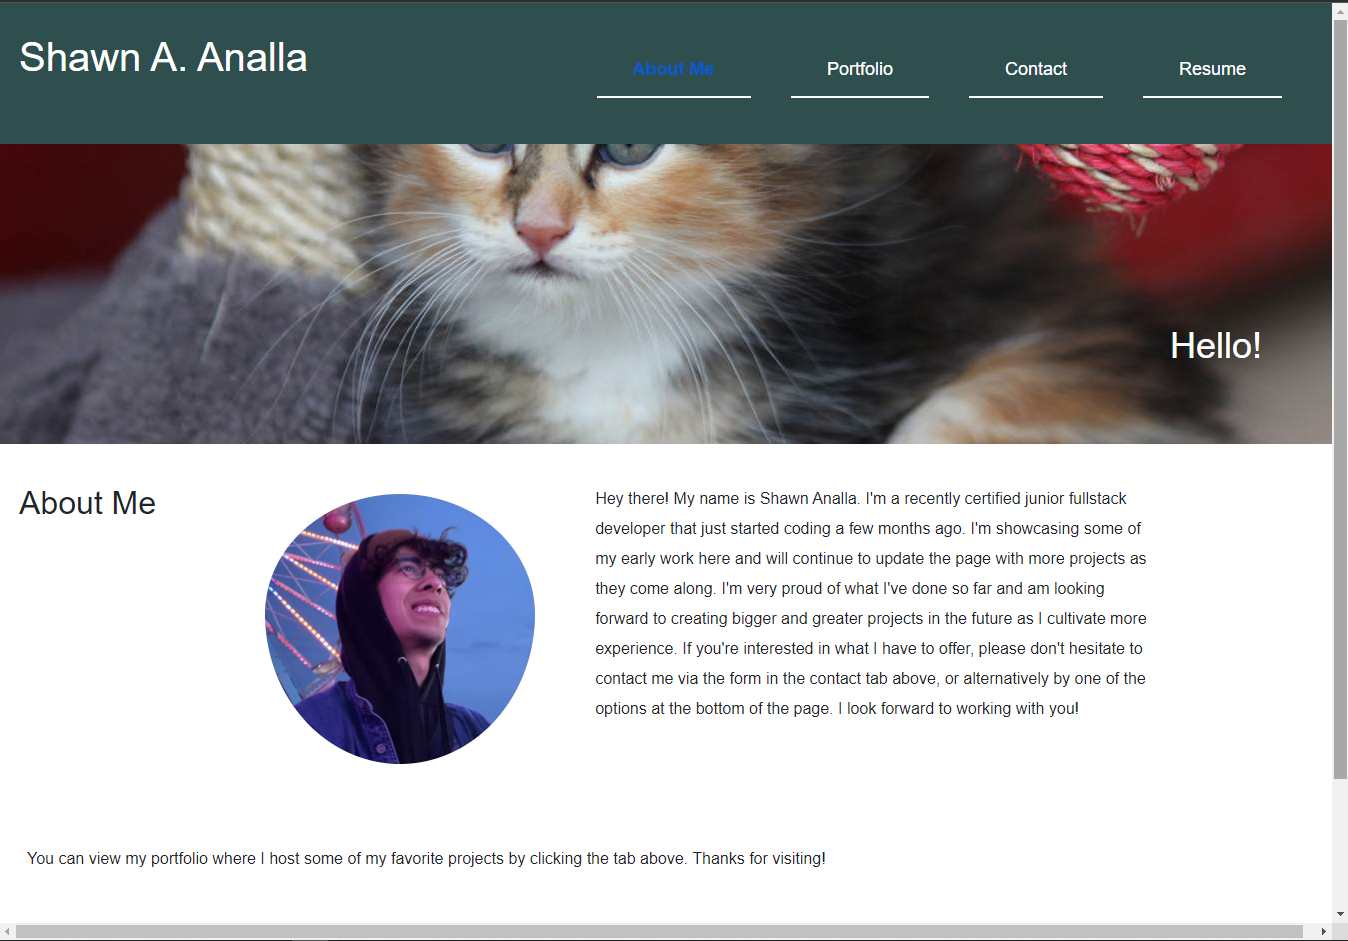 Shawn A. Analla
About Me
Portfolio
Contact
Resume
Hello!
About Me
Hey there! My name is Shawn Analla. I'm a recently certified junior fullstack
developer that just started coding a few months ago. I'm showcasing some of
my early work here and will continue to update the page with more projects as
they come along. I'm very proud of what I've done so far and am looking
forward to creating bigger and greater projects in the future as I cultivate more
experience. If you're interested in what I have to offer, please don't hesitate to
contact me via the form in the contact tab above, or alternatively by one of the
options at the bottom of the page. I look forward to working with you!
You can view my portfolio where I host some of my favorite projects by clicking the tab above. Thanks for visiting!